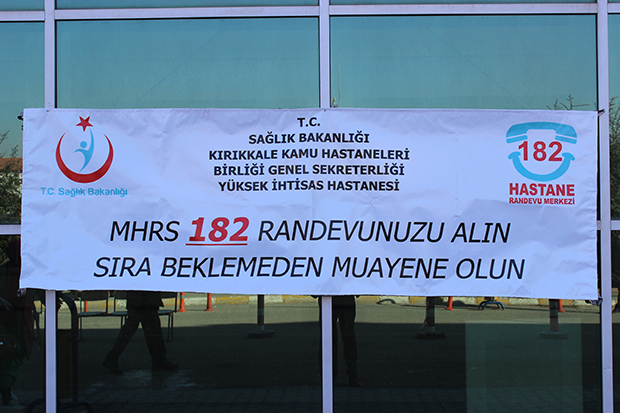 T.C.
SAĞLIK BAKANLIĞI
KIRIKKALE KAMU HASTANELERİ
BİRLİĞİ GENEL SEKRETERLİĞİ
YÜKSEK İHTİSAS HASTANESİ
T.C. Sağlık Bakanlığı
182
HASTANE
RANDEVU MERKEZİ
MHRS 182 RANDEVUNUZU ALIN
SIRA BEKLEMEDEN MUAYENE OLUN